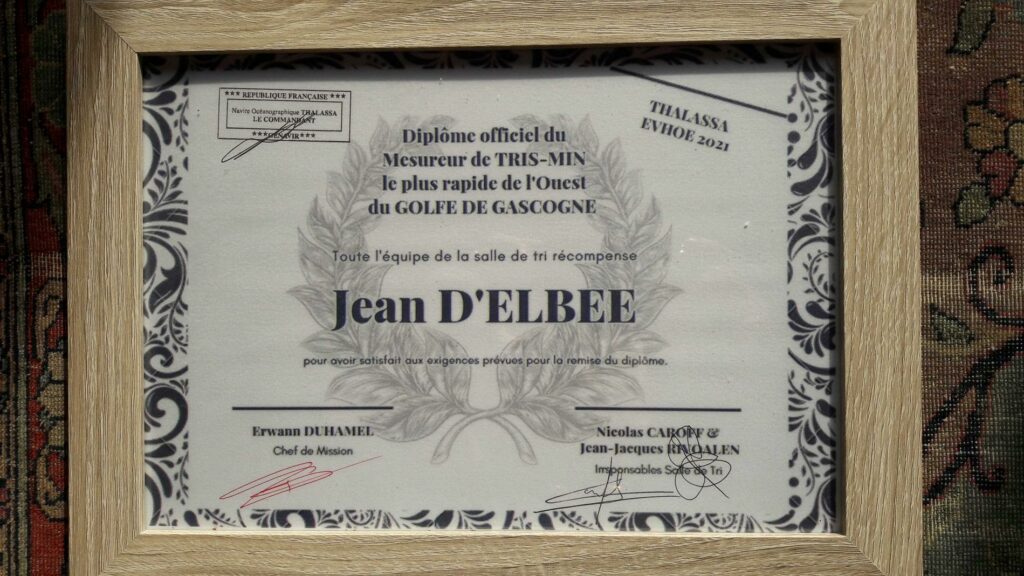 *** REPUBLIQUE FRANÇAISE ***
Navire Océanographique THALASSA
LE COMMANDANT
***GENAVIR***
THALASSA
EVHOE 2021
Diplôme officiel du
Mesureur de TRIS-MIN
le plus rapide de l'Ouest
du GOLFE DE GASCOGNE
Toute l'équipe de la salle de tri récompense
Jean D'ELBEE
pour avoir satisfait aux exigences prévues pour la remise du diplôme.
Erwann DUHAMEL
Chef de Mission
Nicolas CAROFF &
Jean-Jacques RIVOALEN
Irrsponsables Salle de Tri